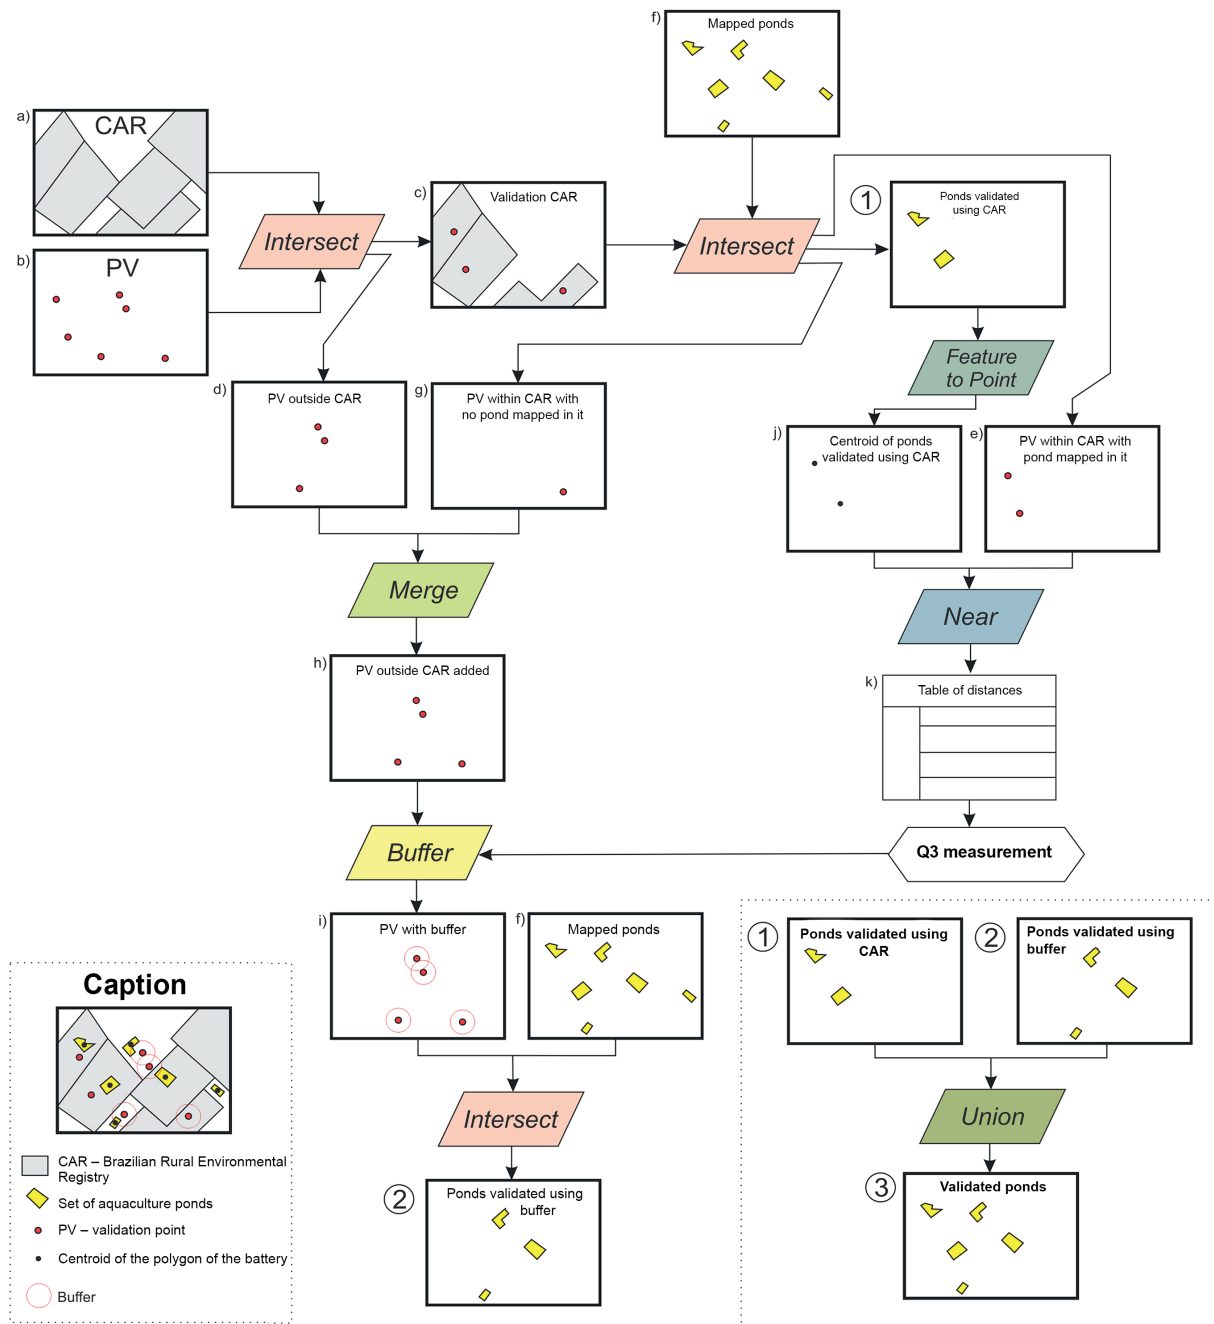 f)
Mapped ponds
a)
CAR
b)
PV
Intersect
c)
Validation CAR
Intersect
1
Ponds validated
using CAR
Feature
to Point
d)
PV outside CAR
g)
PV within CAR with
no pond mapped in it
j)
Centroid of ponds
validated using CAR
e)
PV within CAR with
pond mapped in it
Merge
Near
h)
PV outside CAR added
k)
Table of distances
Buffer
Q3 measurement
i)
PV with buffer
f)
Mapped ponds
1
Ponds validated using
CAR
2
Ponds validated using
buffer
Intersect
Union
2
Ponds validated using
buffer
3
Validated ponds
Caption
CAR – Brazilian Rural Environmental
Registry
Set of aquaculture ponds
PV – validation point
Centroid of the polygon of the battery
Buffer